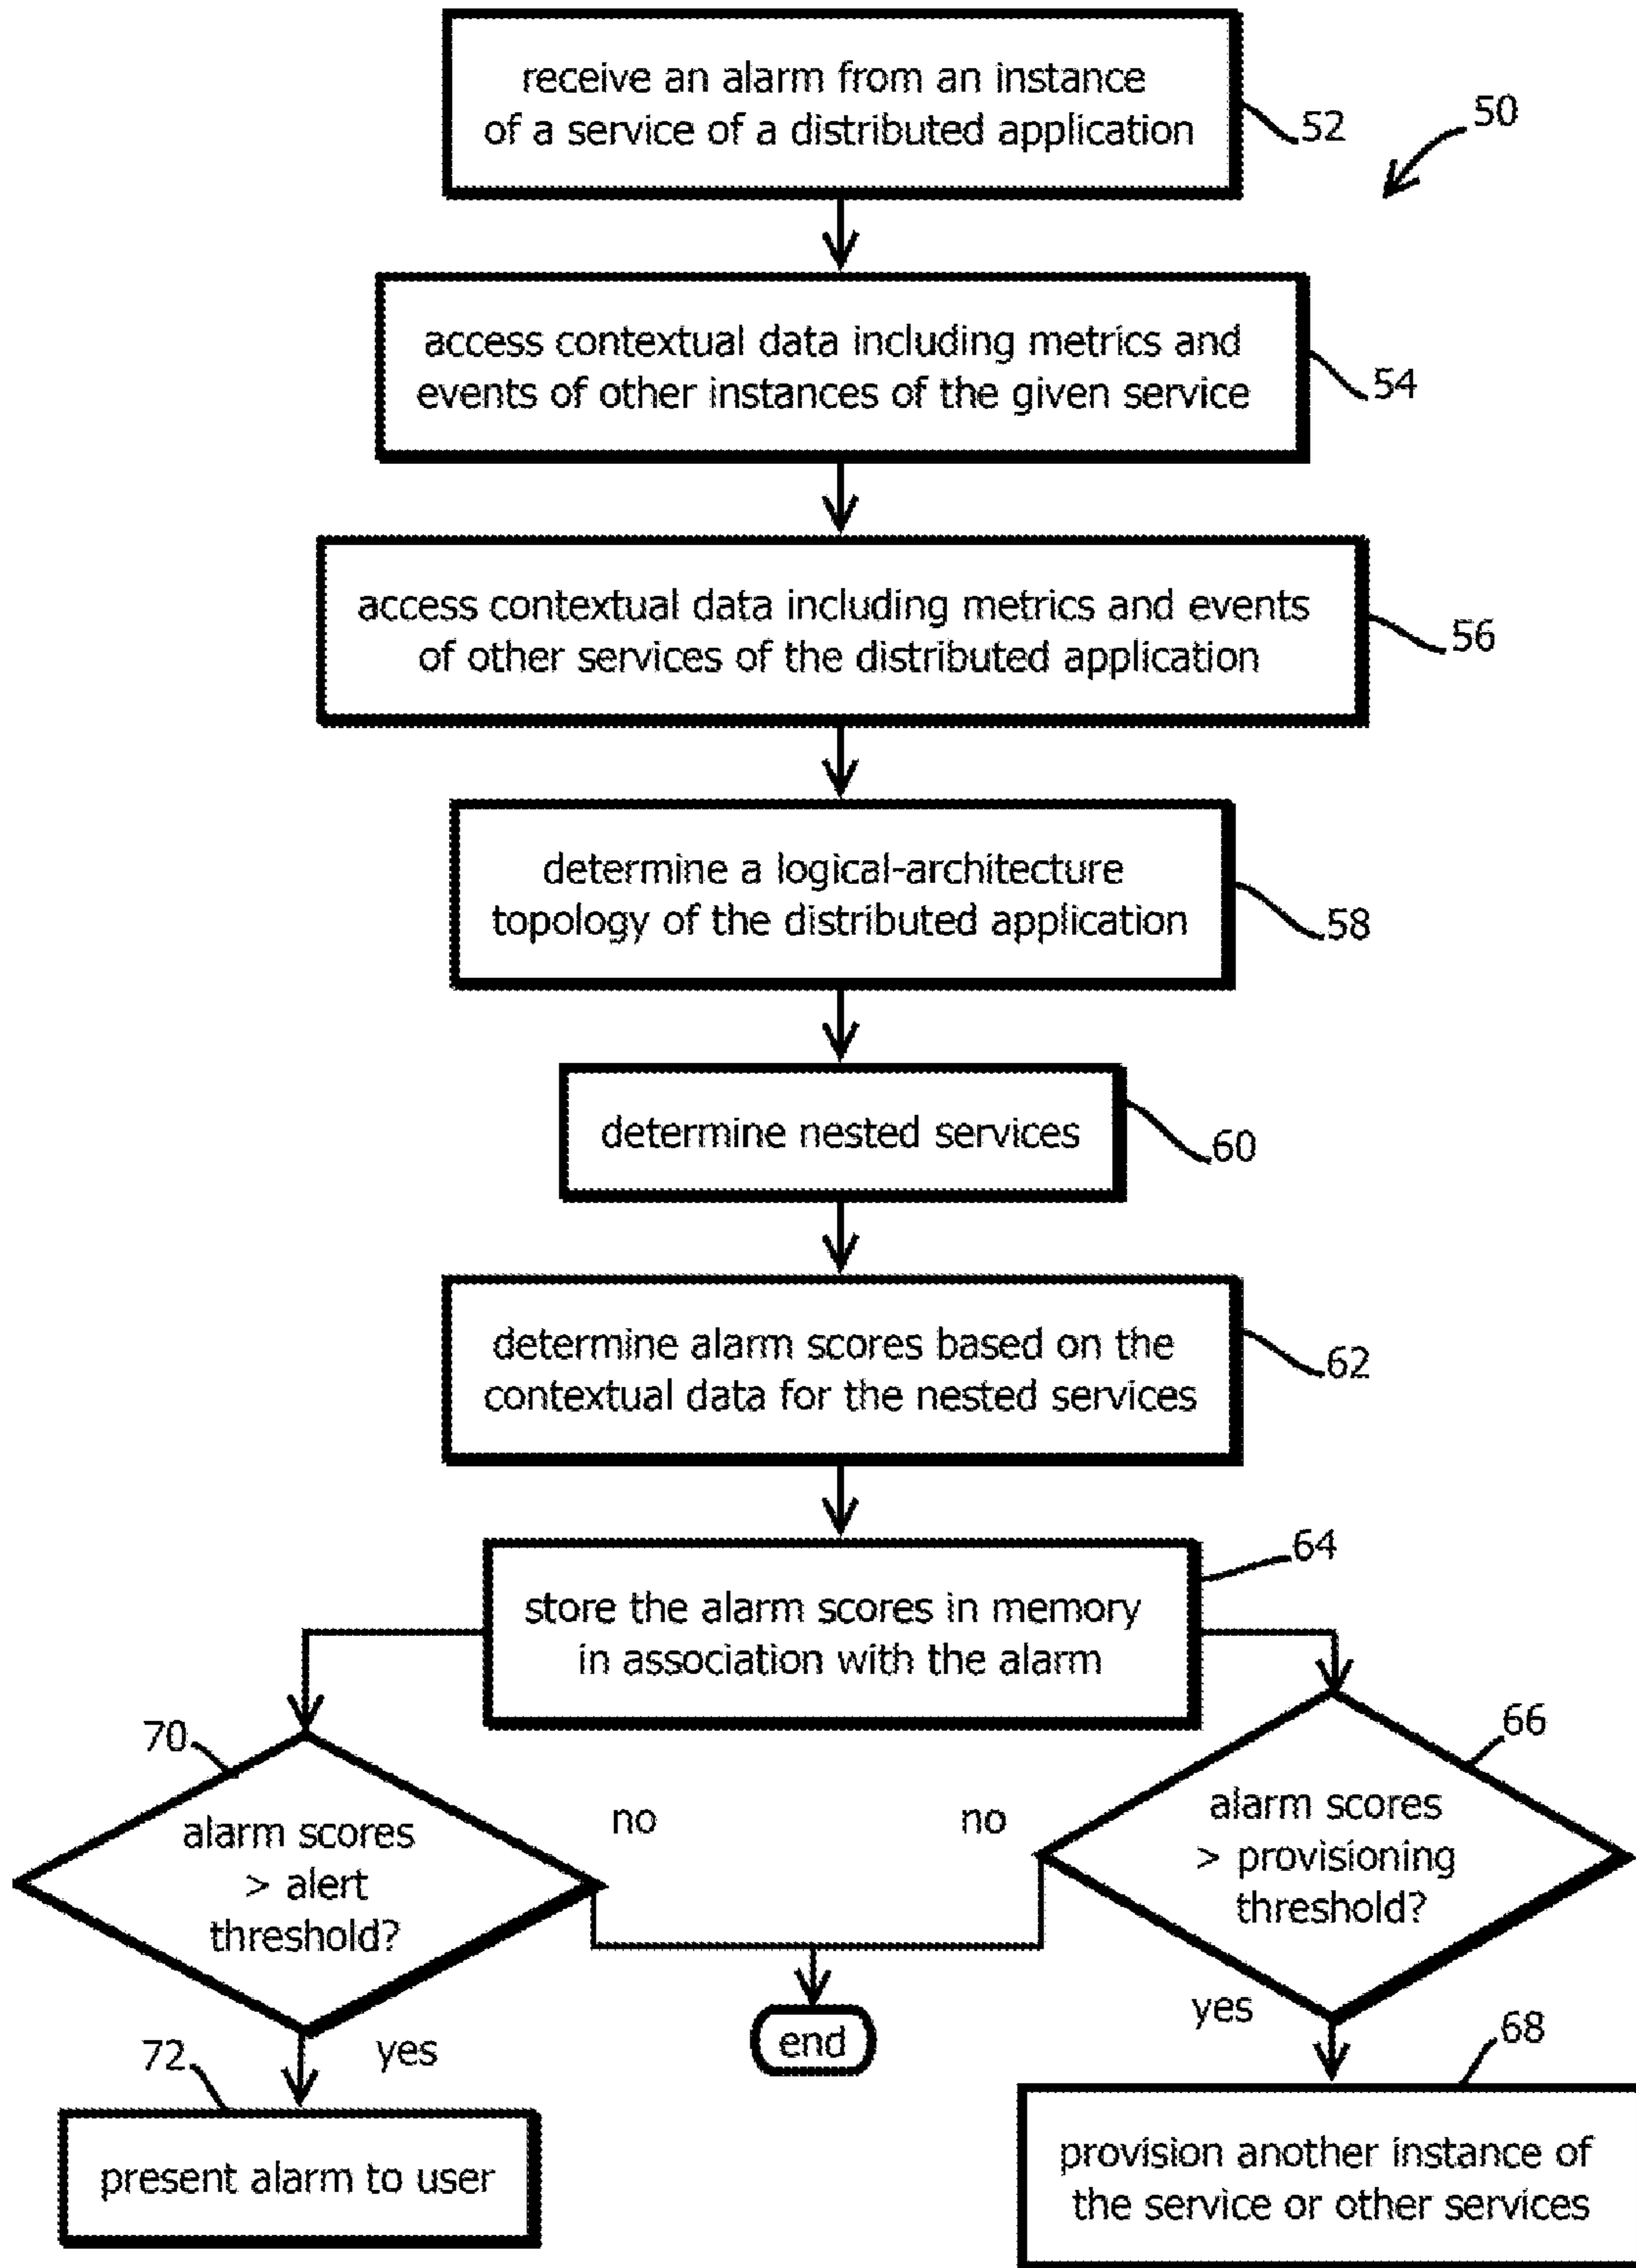 receive an alarm from an instance
of a service of a distributed application
52
50
access contextual data including metrics and
events of other instances of the given service
54
access contextual data including metrics and events
of other services of the distributed application
56
determine a logical-architecture
topology of the distributed application
58
determine nested services
60
determine alarm scores based on the
contextual data for the nested services
62
64
store the alarm scores in memory
in association with the alarm
70
alarm scores
> alert
threshold?
no
no
66
alarm scores
> provisioning
threshold?
yes
end
yes
72
present alarm to user
68
provision another instance of
the service or other services